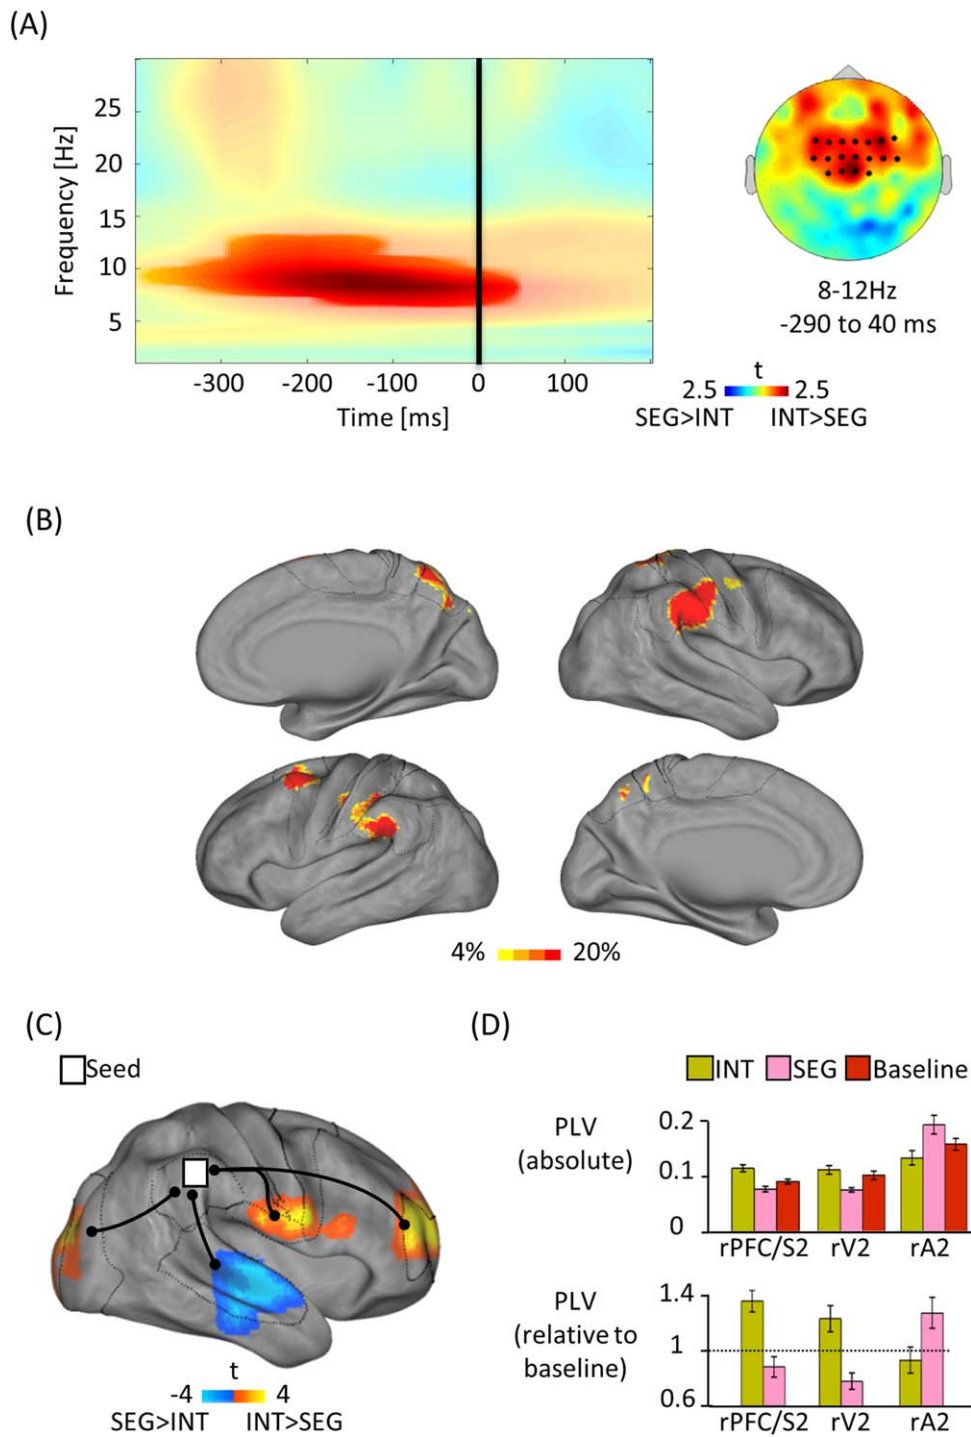 (A)
Frequency [Hz]
25
20
15
10
5
-300 -200 -100 0 100
Time [ms]
8-12Hz
-290 to 40 ms
t
2.5 2.5
SEG>INT INT>SEG
(B)
4% 20%
(C)
Seed
t
-4 4
SEG>INT INT>SEG
(D)
INT SEG Baseline
PLV
(absolute)
0.2
0.1
0
rPFC/S2 rV2 rA2
PLV
(relative to
baseline)
1.4
1
0.6
rPFC/S2 rV2 rA2